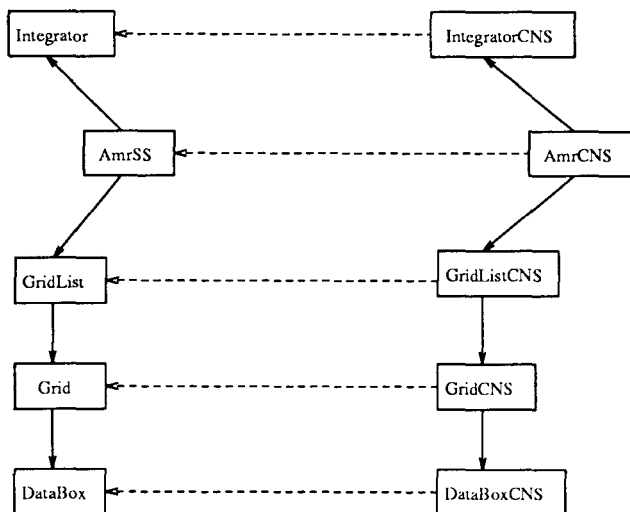 Integrator
IntegratorCNS
AmrSS
AmrCNS
GridList
GridListCNS
Grid
GridCNS
DataBox
DataBoxCNS